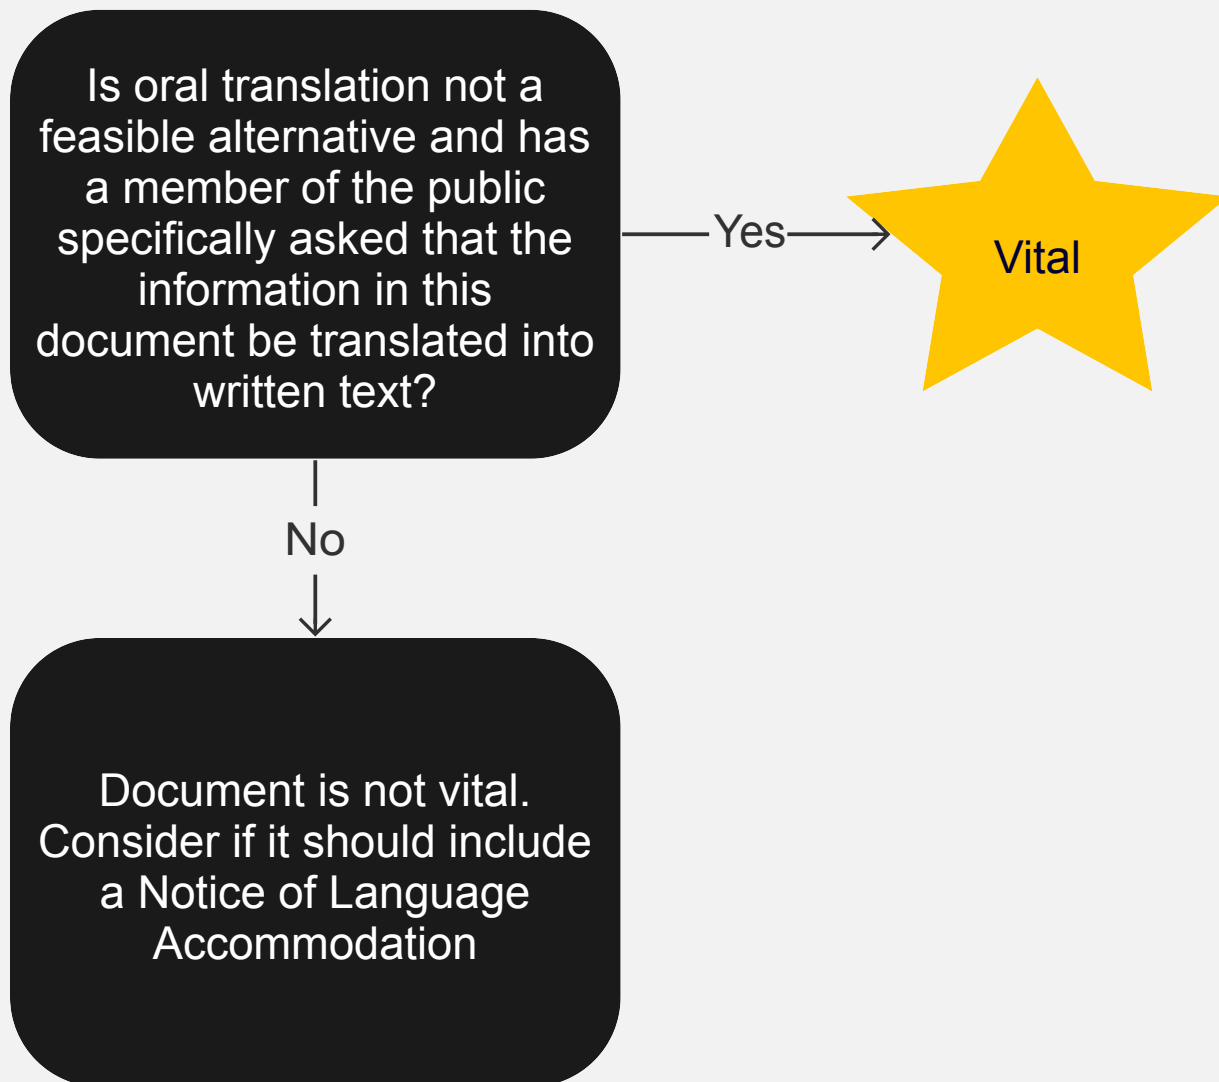 Is oral translation not a
feasible alternative and has
a member of the public
specifically asked that the
information in this
document be translated into
written text?
Yes
Vital
No
Document is not vital.
Consider if it should include
a Notice of Language
Accommodation